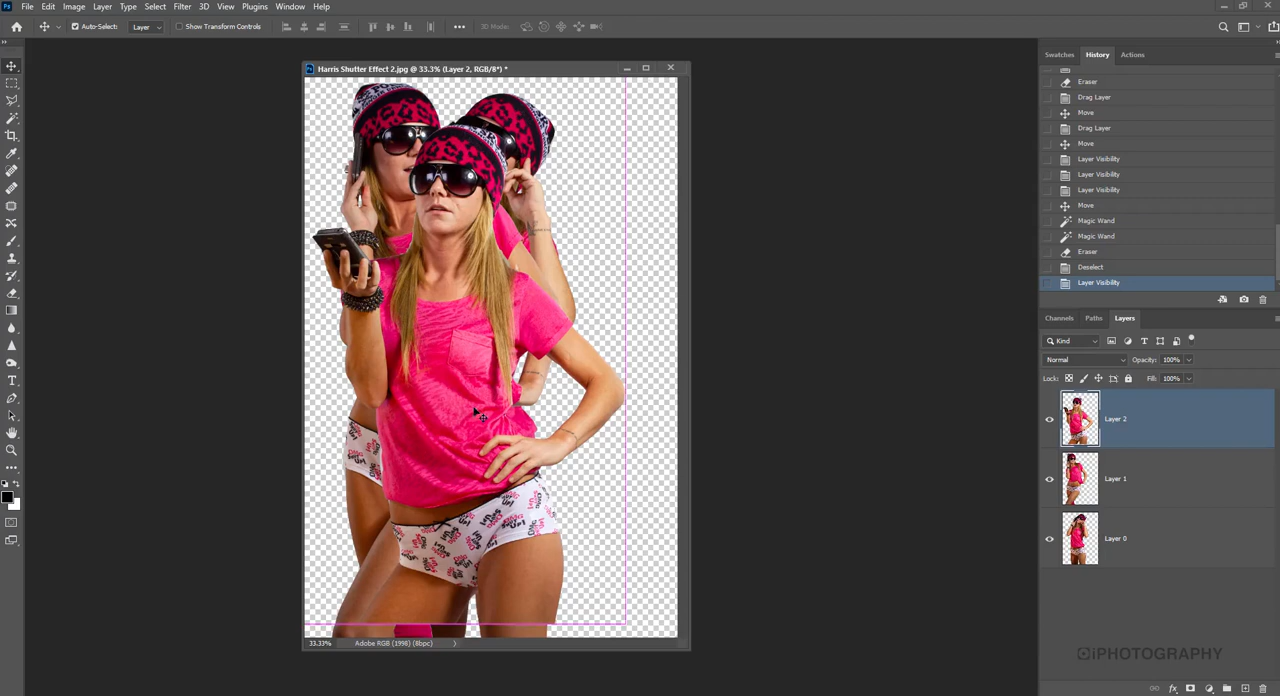 File Edit Image Layer Type Select Filter 3D View Plugins Window Help
Auto-Select: Layer Show Transform Controls 3D Mode:
Harris Shutter Effect 2.jpg @ 33.3% (Layer 2, RGB/8*) *
Swatches History Actions
Eraser
Drag Layer
Move
Drag Layer
Move
Layer Visibility
Layer Visibility
Layer Visibility
Move
Magic Wand
Magic Wand
Eraser
Deselect
Layer Visibility
Channels Paths Layers
Kind
Normal Opacity: 100%
Lock: Fill: 100%
Layer 2
Layer 1
Layer 0
33.33% Adobe RGB (1998) (8bpc)
iPHOTOGRAPHY